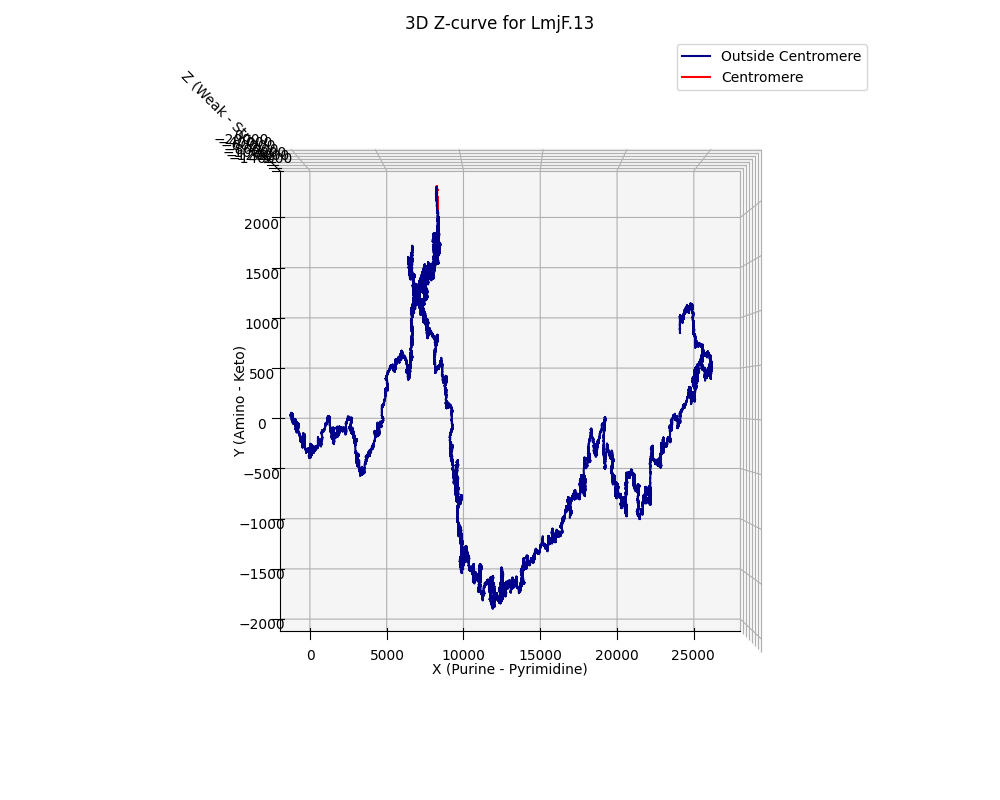 3D Z-curve for LmjF.13
Outside Centromere
Centromere
Z (Weak -
2000
1500
1000
500
0
−500
−1000
−1500
−2000
Y (Amino - Keto)
0
5000
10000
15000
20000
25000
X (Purine - Pyrimidine)